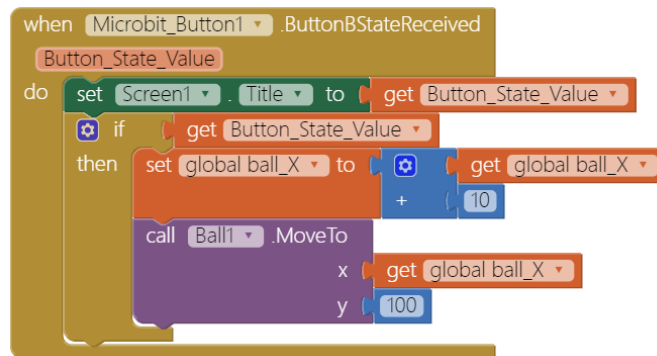 when Microbit_Button1 .ButtonBStateReceived
Button_State_Value
do set Screen1 . Title to get Button_State_Value
if get Button_State_Value
then set global ball_X to get global ball_X
+ 10
call Ball1 .MoveTo
x get global ball_X
y 100